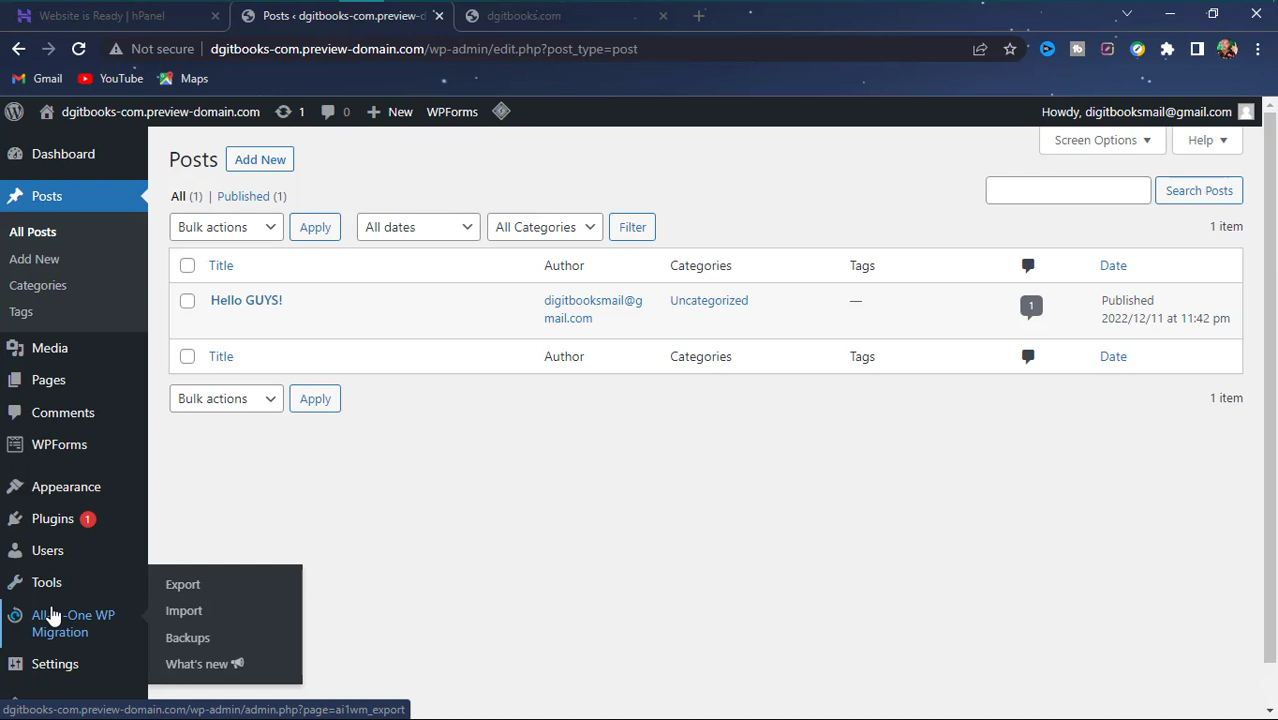 Website is Ready | hPanel
Posts ‹ dgitbooks-com.preview-d
dgitbooks.com
Not secure dgitbooks-com.preview-domain.com/wp-admin/edit.php?post_type=post
Gmail YouTube Maps
dgitbooks-com.preview-domain.com 1 0 New WPForms Howdy, digitbooksmail@gmail.com
Dashboard
Posts
All Posts
Add New
Categories
Tags
Media
Pages
Comments
WPForms
Appearance
Plugins 1
Users
Tools
All-in-One WP
Migration
Settings
Export
Import
Backups
What's new
Screen Options Help
Posts Add New
All (1) | Published (1)
Search Posts
Bulk actions Apply All dates All Categories Filter 1 item
Title Author Categories Tags Date
Hello GUYS! digitbooksmail@g Uncategorized — 1 Published
mail.com 2022/12/11 at 11:42 pm
Title Author Categories Tags Date
Bulk actions Apply 1 item
dgitbooks-com.preview-domain.com/wp-admin/admin.php?page=ai1wm_export